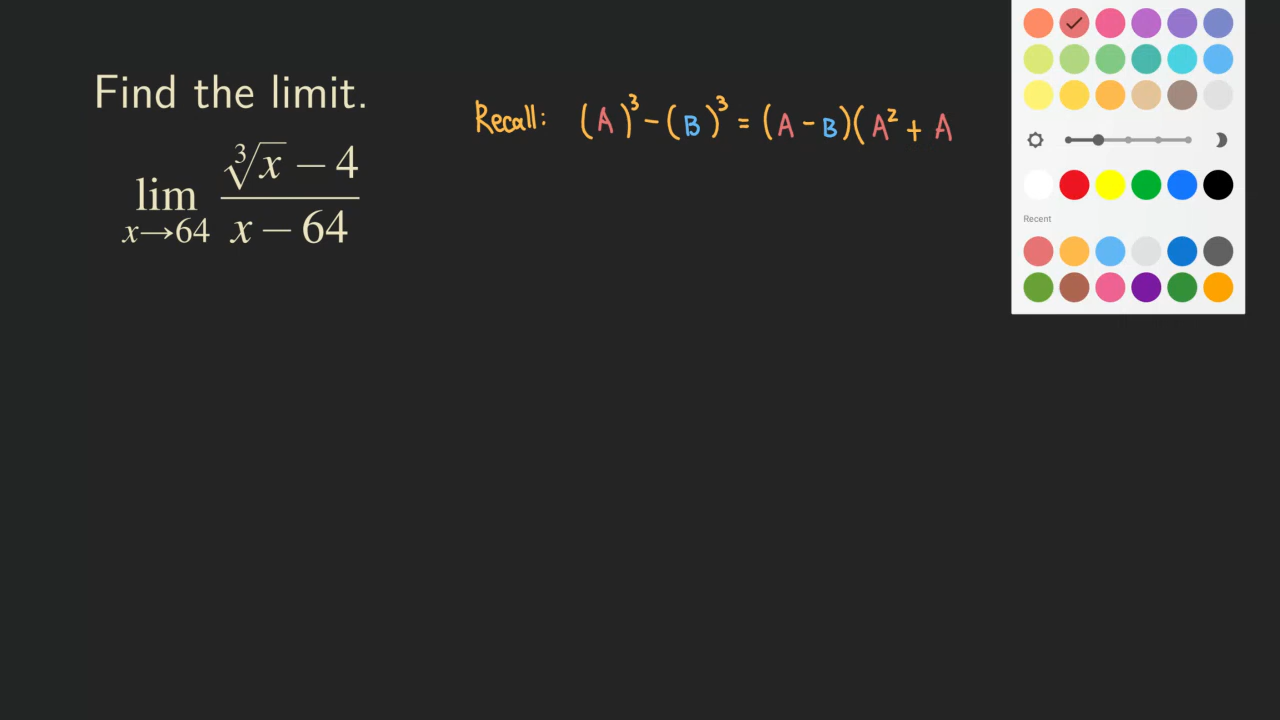 Find the limit.
Recall: (A)³ - (B)³ = (A - B)(A² + A
lim x→64 (∛x − 4)/(x − 64)
Recent